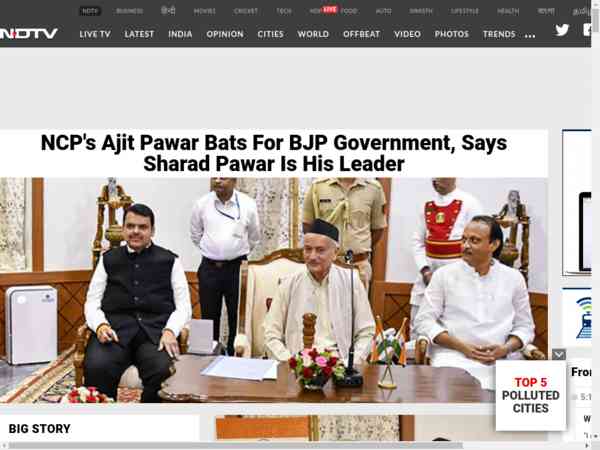 NDTV BUSINESS हिन्दी MOVIES CRICKET TECH HOP LIVE FOOD AUTO SWASTH LIFESTYLE HEALTH বাংলা தமிழ்
NDTV LIVE TV LATEST INDIA OPINION CITIES WORLD OFFBEAT VIDEO PHOTOS TRENDS ...
NCP's Ajit Pawar Bats For BJP Government, Says
Sharad Pawar Is His Leader
TOP 5
POLLUTED
CITIES
BIG STORY